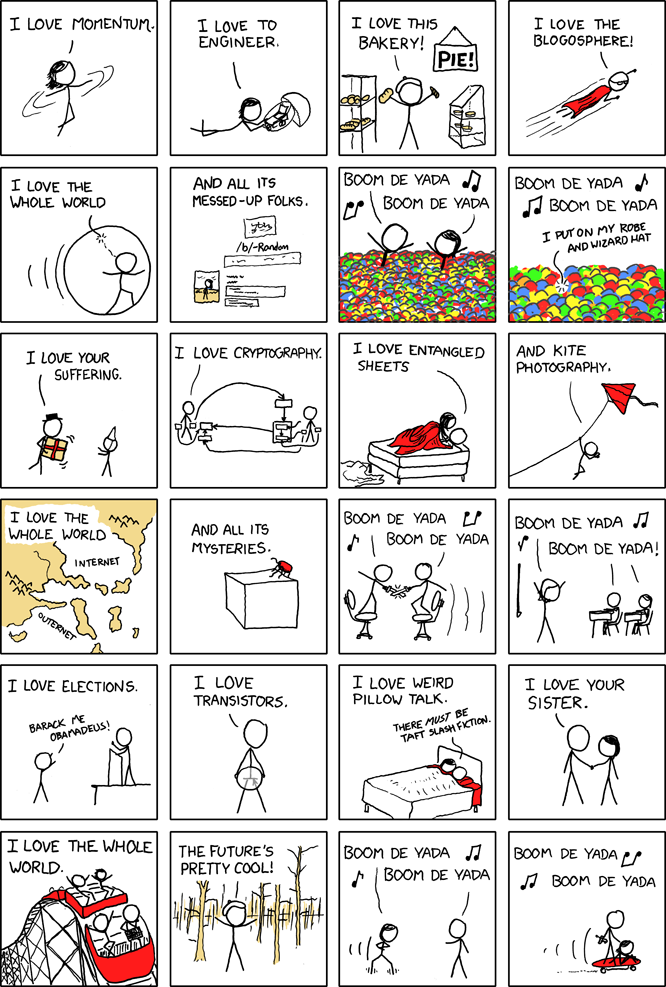 I LOVE MOMENTUM.
I LOVE TO
ENGINEER.
I LOVE THIS
BAKERY!
PIE!
I LOVE THE
BLOGOSPHERE!
I LOVE THE
WHOLE WORLD
AND ALL ITS
MESSED-UP FOLKS.
/b/-Random
BOOM DE YADA
BOOM DE YADA
BOOM DE YADA
BOOM DE YADA
I PUT ON MY ROBE
AND WIZARD HAT
I LOVE YOUR
SUFFERING.
I LOVE CRYPTOGRAPHY.
I LOVE ENTANGLED
SHEETS
AND KITE
PHOTOGRAPHY.
I LOVE THE
WHOLE WORLD
INTERNET
OUTERNET
AND ALL ITS
MYSTERIES.
BOOM DE YADA
BOOM DE YADA
BOOM DE YADA
BOOM DE YADA!
I LOVE ELECTIONS.
BARACK ME
OBAMADEUS!
I LOVE
TRANSISTORS.
I LOVE WEIRD
PILLOW TALK.
THERE MUST BE
TAFT SLASHFICTION.
I LOVE YOUR
SISTER.
I LOVE THE WHOLE
WORLD.
THE FUTURE'S
PRETTY COOL!
BOOM DE YADA
BOOM DE YADA
BOOM DE YADA
BOOM DE YADA